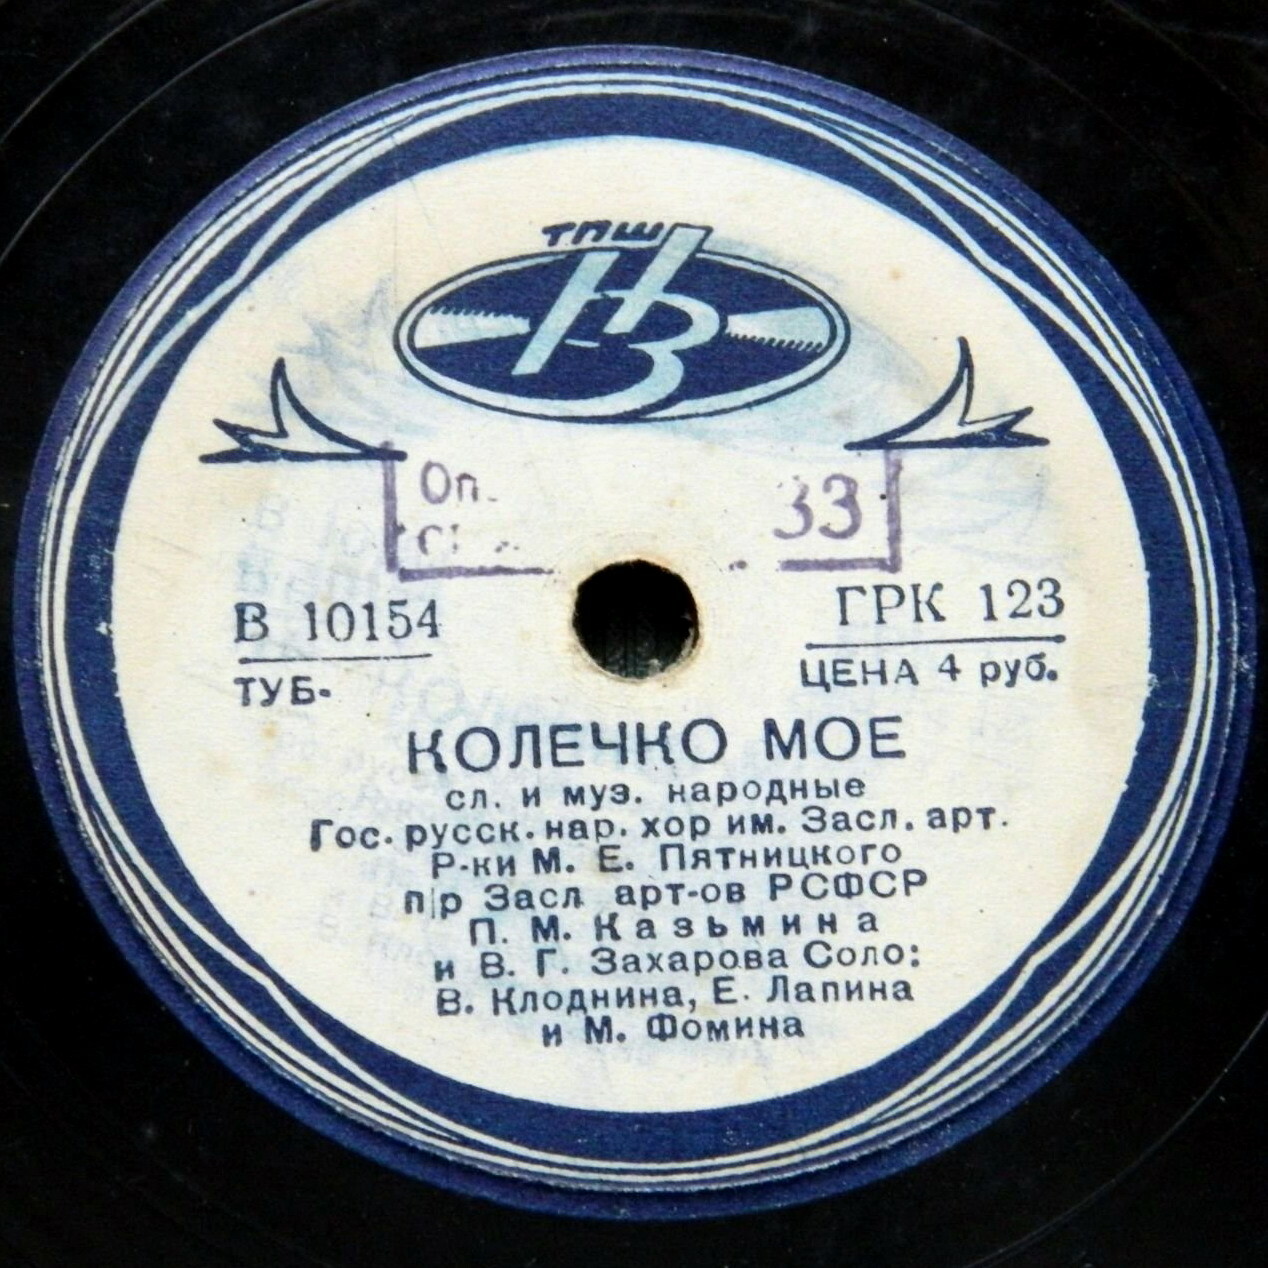 ТПШ
НЗ
Оп.
33
В 10154
ГРК 123
ТУБ-
ЦЕНА 4 руб.
КОЛЕЧКО МОЕ
сл. и муз. народные
Гос. русск. нар. хор им. Засл. арт.
Р-ки М. Е. Пятницкого
п|р Засл арт-ов РСФСР
П. М. Казьмина
и В. Г. Захарова Соло:
В. Клоднина, Е. Лапина
и М. Фомина